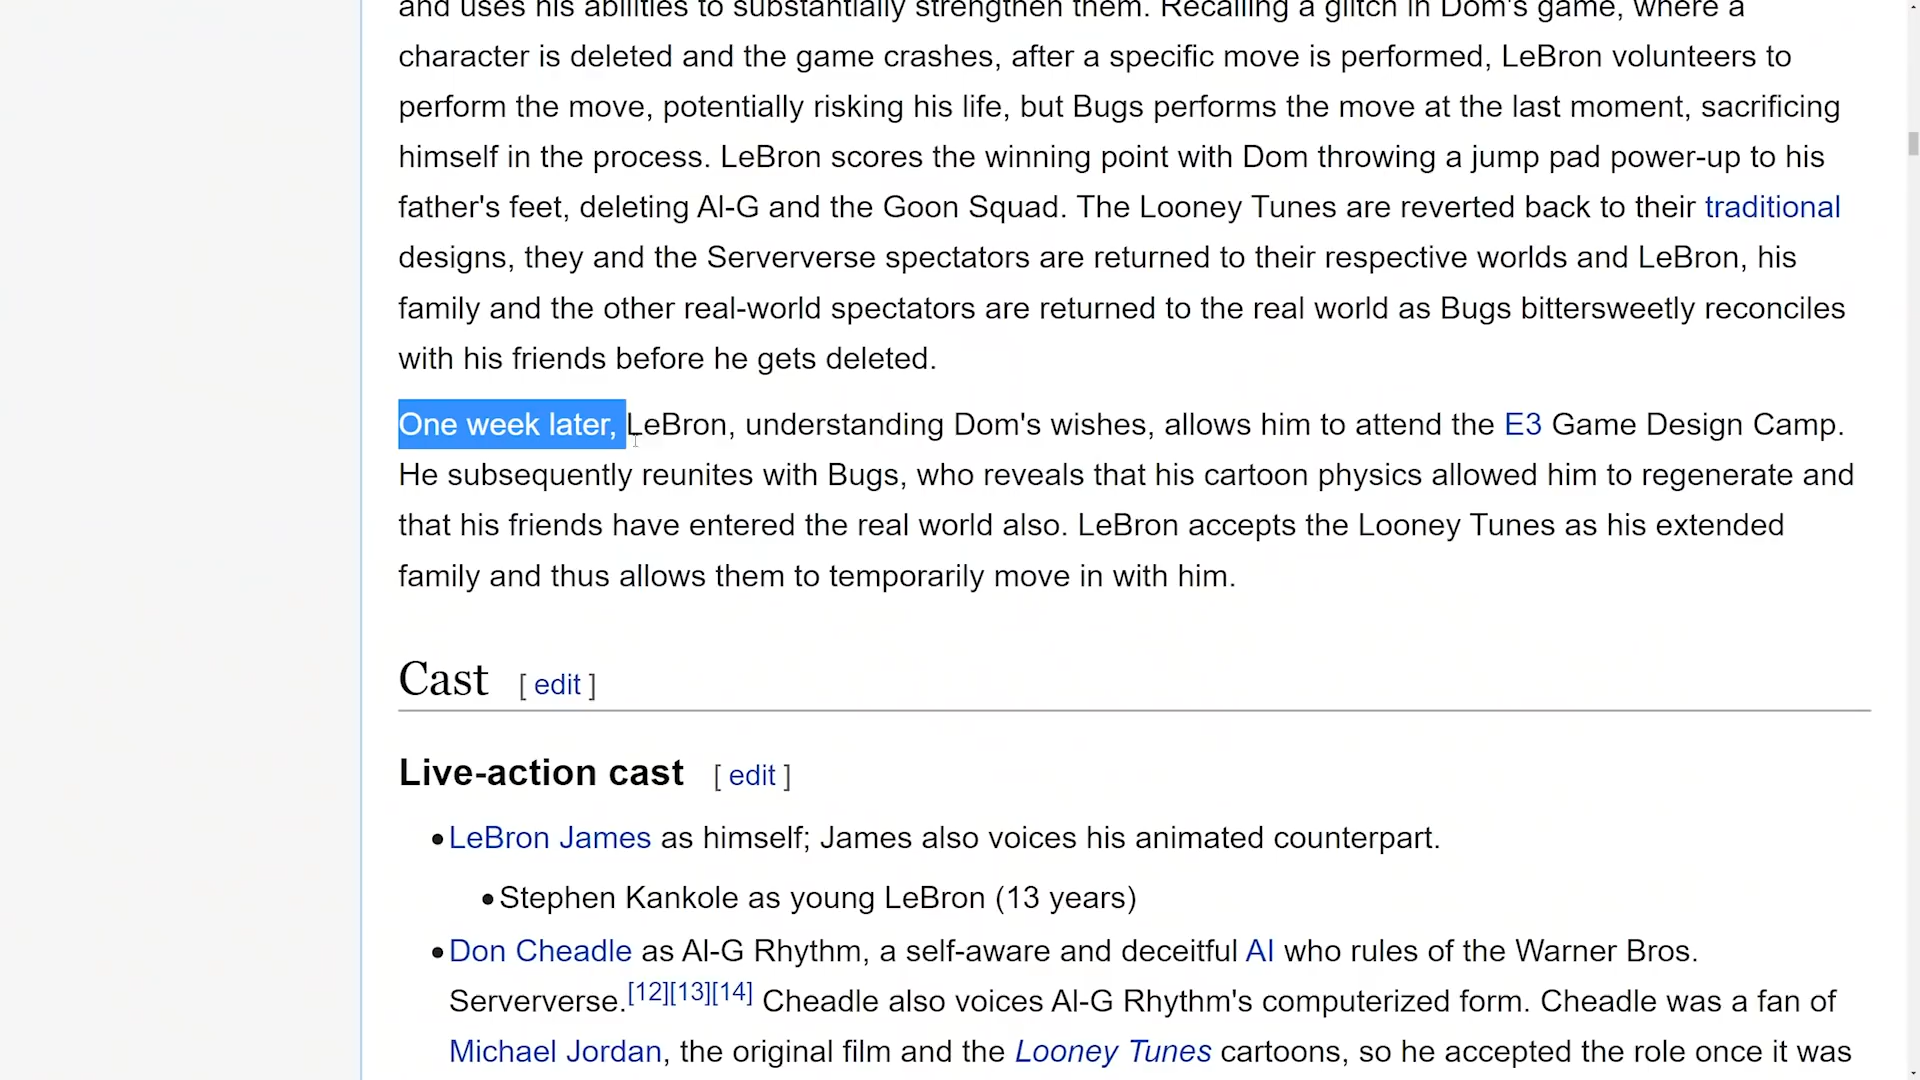 and uses his abilities to substantially strengthen them. Recalling a glitch in Dom's game, where a
character is deleted and the game crashes, after a specific move is performed, LeBron volunteers to
perform the move, potentially risking his life, but Bugs performs the move at the last moment, sacrificing
himself in the process. LeBron scores the winning point with Dom throwing a jump pad power-up to his
father's feet, deleting Al-G and the Goon Squad. The Looney Tunes are reverted back to their traditional
designs, they and the Serververse spectators are returned to their respective worlds and LeBron, his
family and the other real-world spectators are returned to the real world as Bugs bittersweetly reconciles
with his friends before he gets deleted.
One week later, LeBron, understanding Dom's wishes, allows him to attend the E3 Game Design Camp.
He subsequently reunites with Bugs, who reveals that his cartoon physics allowed him to regenerate and
that his friends have entered the real world also. LeBron accepts the Looney Tunes as his extended
family and thus allows them to temporarily move in with him.
Cast [ edit ]
Live-action cast [ edit ]
• LeBron James as himself; James also voices his animated counterpart.
• Stephen Kankole as young LeBron (13 years)
• Don Cheadle as Al-G Rhythm, a self-aware and deceitful AI who rules of the Warner Bros.
Serververse.[12][13][14] Cheadle also voices Al-G Rhythm's computerized form. Cheadle was a fan of
Michael Jordan, the original film and the Looney Tunes cartoons, so he accepted the role once it was